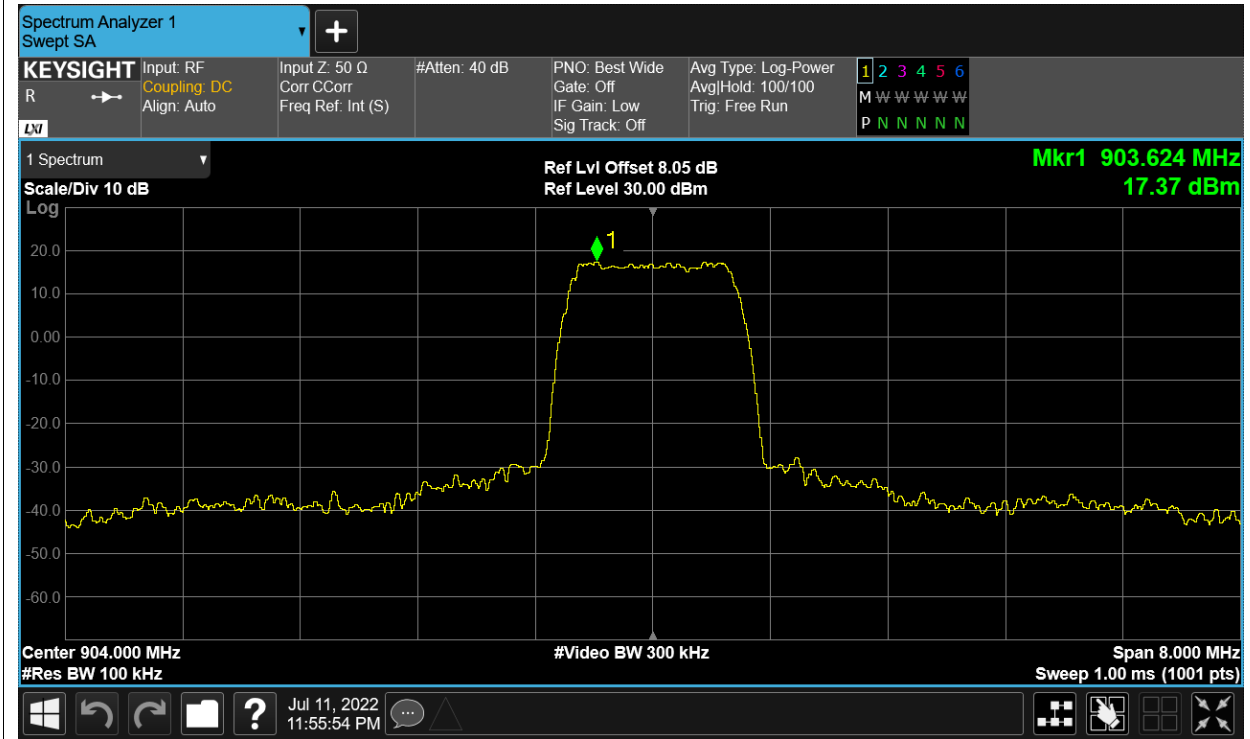 Spectrum Analyzer 1
Swept SA
+
KEYSIGHT
R
LXI
Input: RF
Coupling: DC
Align: Auto
Input Z: 50 Ω
Corr CCorr
Freq Ref: Int (S)
#Atten: 40 dB
PNO: Best Wide
Gate: Off
IF Gain: Low
Sig Track: Off
Avg Type: Log-Power
Avg|Hold: 100/100
Trig: Free Run
1 2 3 4 5 6
M W W W W W
P N N N N N
1 Spectrum
Scale/Div 10 dB
Log
Ref Lvl Offset 8.05 dB
Ref Level 30.00 dBm
Mkr1 903.624 MHz
17.37 dBm
1
20.0
10.0
0.00
-10.0
-20.0
-30.0
-40.0
-50.0
-60.0
Center 904.000 MHz
#Video BW 300 kHz
Span 8.000 MHz
#Res BW 100 kHz
Sweep 1.00 ms (1001 pts)
?
Jul 11, 2022
11:55:54 PM